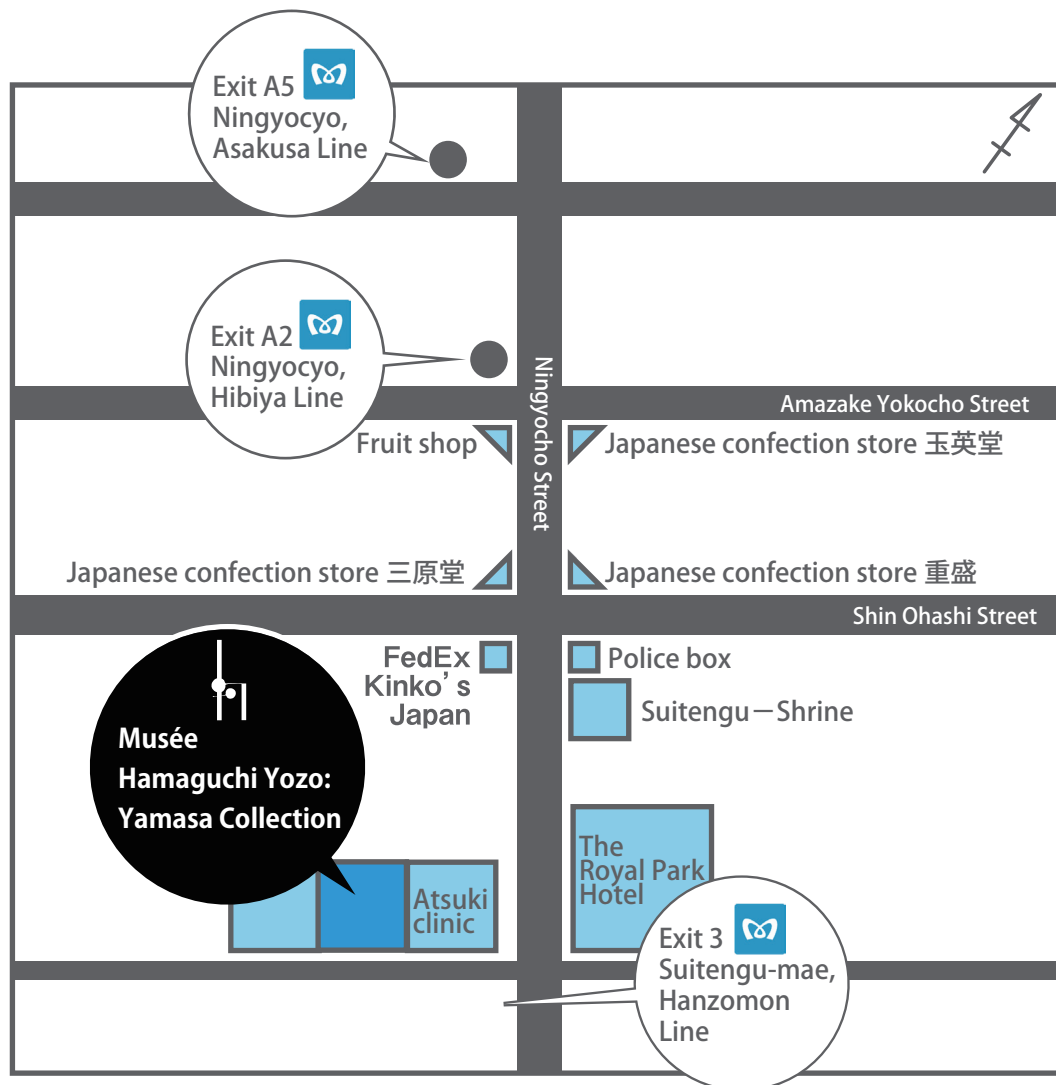 Exit A5
Ningyocyo,
Asakusa Line
Exit A2
Ningyocyo,
Hibiya Line
Ningyocho Street
Amazake Yokocho Street
Fruit shop
Japanese confection store 玉英堂
Japanese confection store 三原堂
Japanese confection store 重盛
Shin Ohashi Street
FedEx
Kinko's
Japan
Police box
Suitengu－Shrine
Musée
Hamaguchi Yozo:
Yamasa Collection
The
Royal Park
Hotel
Atsuki
clinic
Exit 3
Suitengu-mae,
Hanzomon
Line